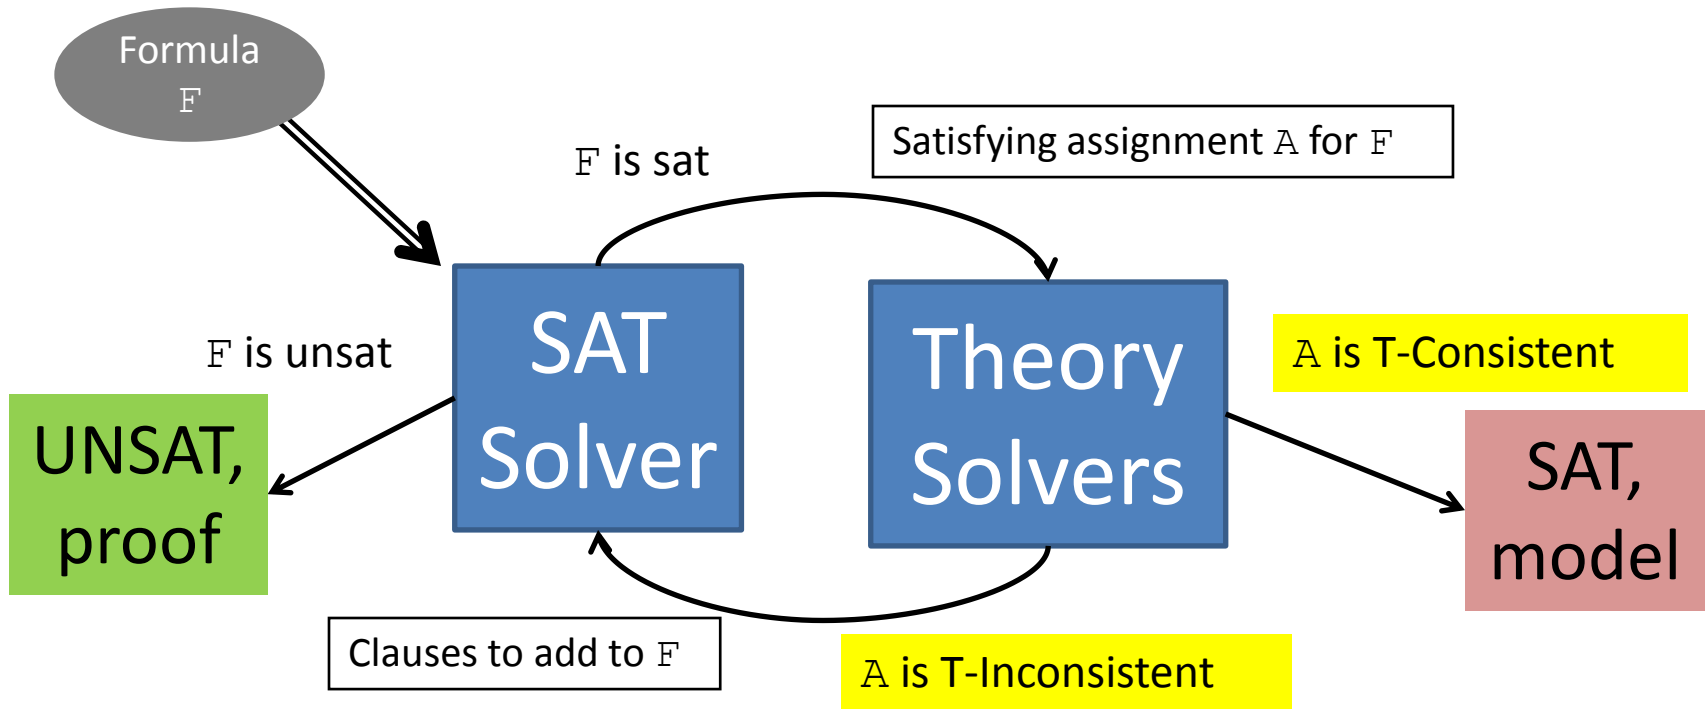 Formula
F
F is sat
Satisfying assignment A for F
F is unsat
SAT
Solver
Theory
Solvers
A is T-Consistent
UNSAT,
proof
SAT,
model
Clauses to add to F
A is T-Inconsistent